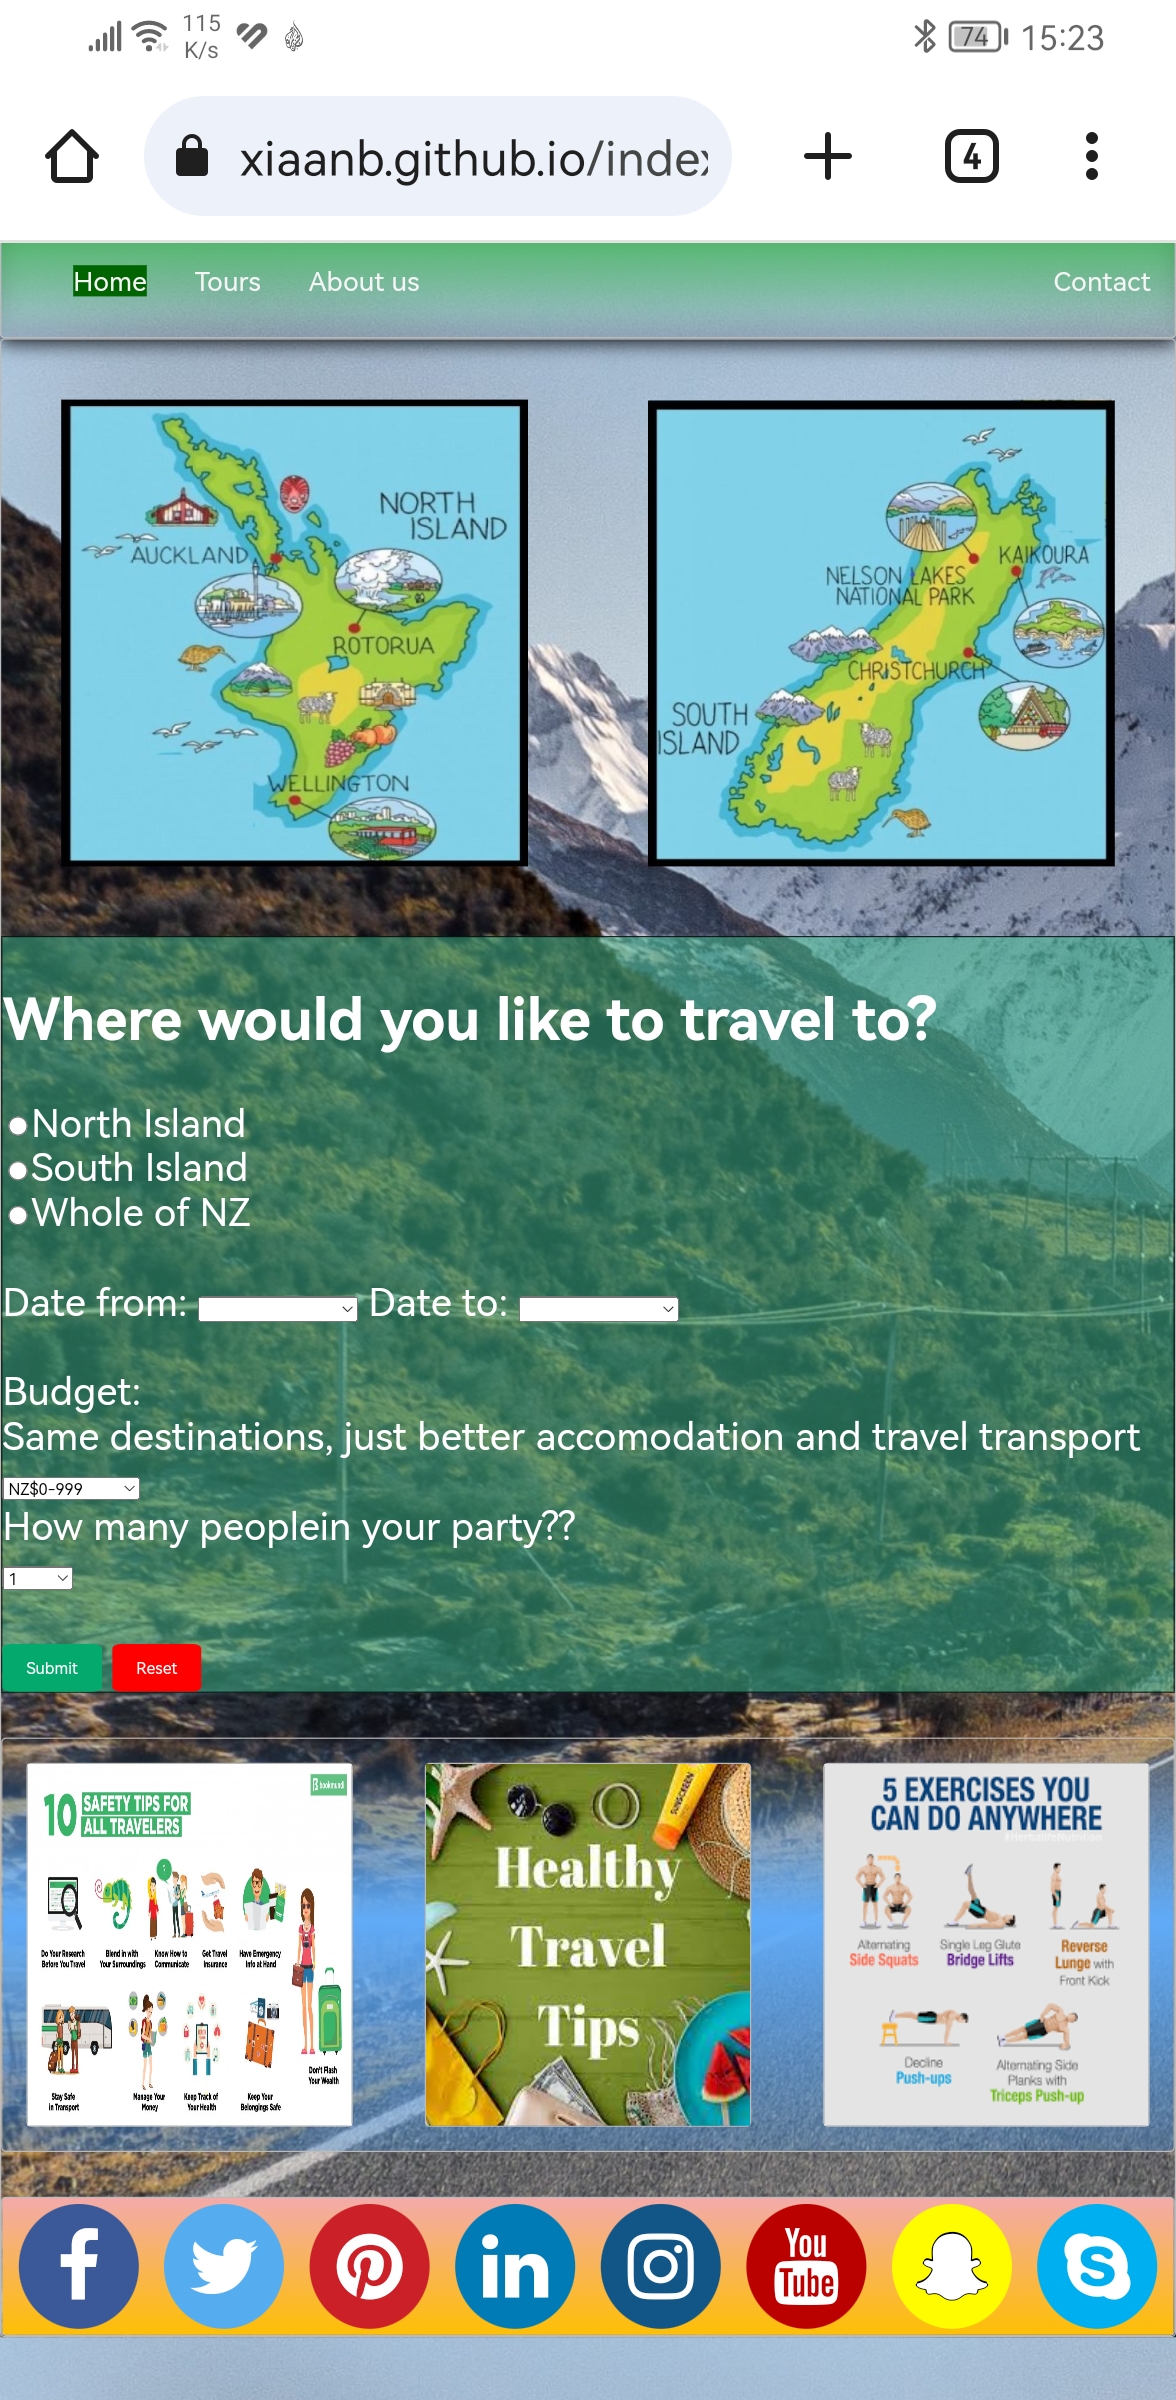 115
K/s
74
15:23
xiaanb.github.io/index
4
Home
Tours
About us
Contact
NORTH
ISLAND
AUCKLAND
ROTORUA
WELLINGTON
KAIKOURA
NELSON LAKES
NATIONAL PARK
CHRISTCHURCH
SOUTH
ISLAND
Where would you like to travel to?
North Island
South Island
Whole of NZ
Date from:
Date to:
Budget:
Same destinations, just better accomodation and travel transport
NZ$0-999
How many peoplein your party??
1
Submit
Reset
bookmundi
10 SAFETY TIPS FOR
ALL TRAVELERS
Do Your Research
Before You Travel
Blend in with
Your Surroundings
Know How to
Communicate
Get Travel
Insurance
Have Emergency
Info at Hand
Stay Safe
in Transport
Manage Your
Money
Keep Track of
Your Health
Keep Your
Belongings Safe
Don't Flash
Your Wealth
SUNSCREEN
Healthy
Travel
Tips
5 EXERCISES YOU
CAN DO ANYWHERE
Alternating
Side Squats
Single Leg Glute
Bridge Lifts
Reverse
Lunge with
Front Kick
Decline
Push-ups
Alternating Side
Planks with
Triceps Push-up
f
in
You
Tube
S